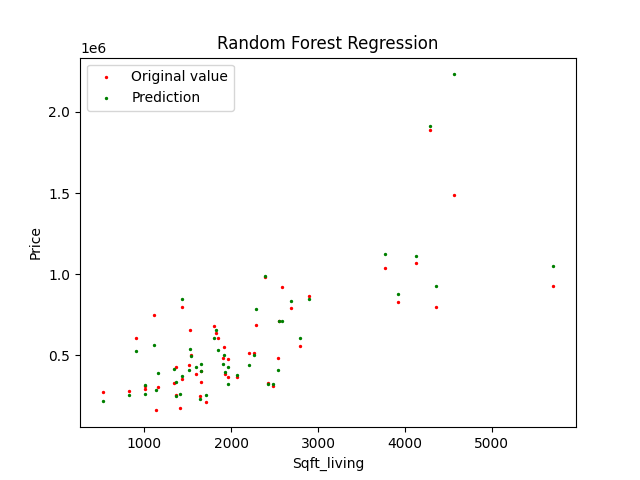 Random Forest Regression
1e6
Original value
Prediction
2.0
1.5
1.0
0.5
Price
1000 2000 3000 4000 5000
Sqft_living